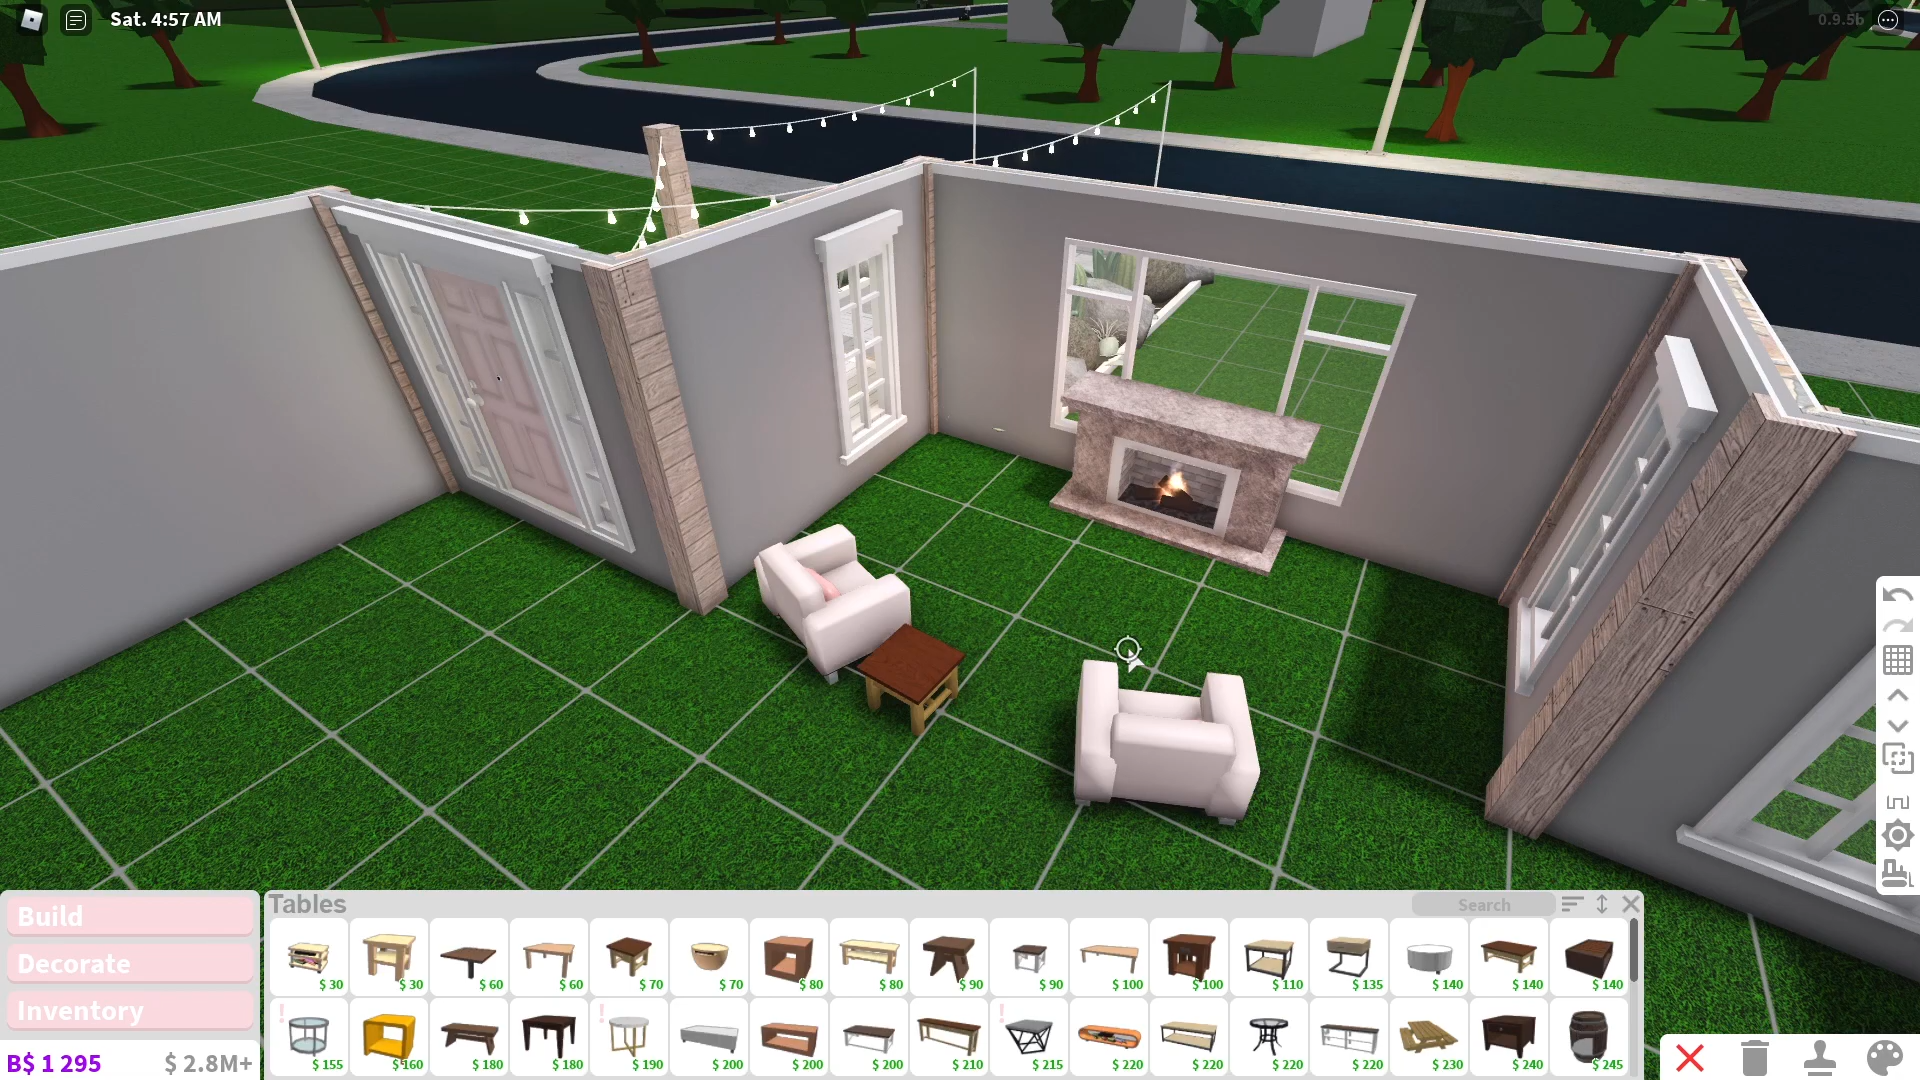 Sat. 4:57 AM
0.9.5b
Build
Decorate
Inventory
B$ 1 295
$ 2.8M+
Tables
Search
$ 30
$ 30
$ 60
$ 60
$ 70
$ 70
$ 80
$ 80
$ 90
$ 90
$ 100
$ 100
$ 110
$ 135
$ 140
$ 140
$ 140
! $ 155
$ 160
$ 180
$ 180
! $ 190
$ 200
$ 200
$ 200
$ 210
! $ 215
$ 220
$ 220
$ 220
$ 220
$ 230
$ 240
$ 245